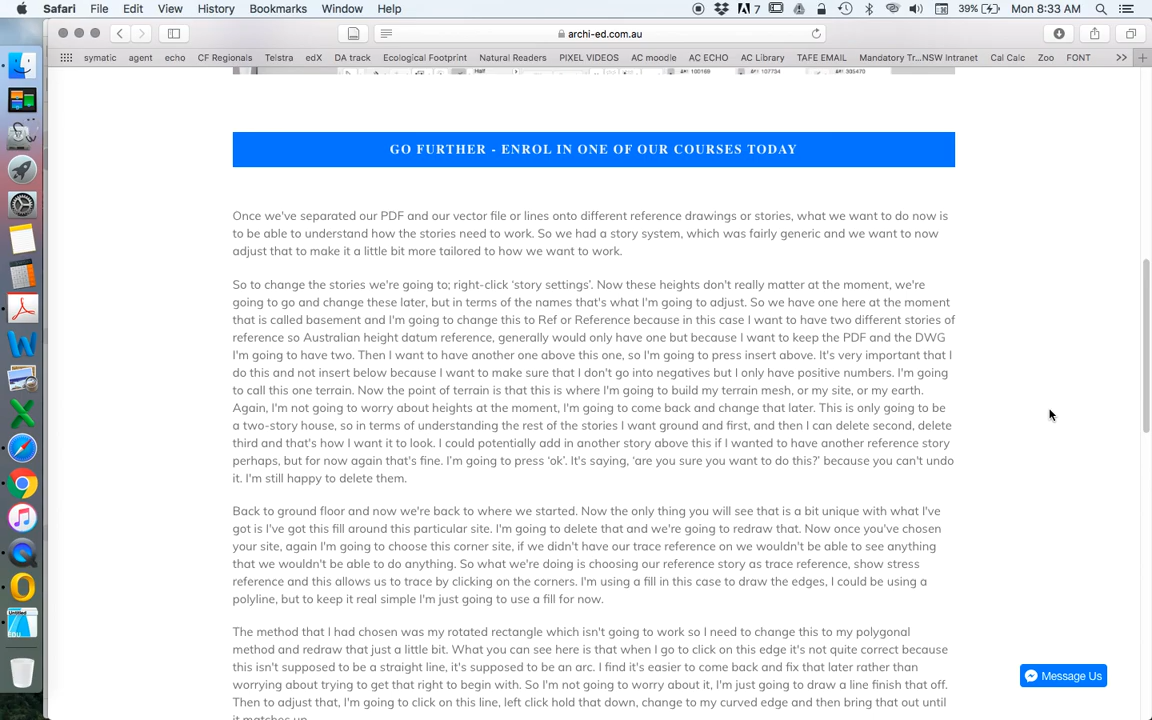 Safari File Edit View History Bookmarks Window Help 7 39% Mon 8:33 AM
archi-ed.com.au
symatic agent echo CF Regionals Telstra edX DA track Ecological Footprint Natural Readers PIXEL VIDEOS AC moodle AC ECHO AC Library TAFE EMAIL Mandatory Tr...NSW Intranet Cal Calc Zoo FONT
GO FURTHER - ENROL IN ONE OF OUR COURSES TODAY
Once we've separated our PDF and our vector file or lines onto different reference drawings or stories, what we want to do now is
to be able to understand how the stories need to work. So we had a story system, which was fairly generic and we want to now
adjust that to make it a little bit more tailored to how we want to work.
So to change the stories we're going to; right-click 'story settings'. Now these heights don't really matter at the moment, we're
going to go and change these later, but in terms of the names that's what I'm going to adjust. So we have one here at the moment
that is called basement and I'm going to change this to Ref or Reference because in this case I want to have two different stories of
reference so Australian height datum reference, generally would only have one but because I want to keep the PDF and the DWG
I'm going to have two. Then I want to have another one above this one, so I'm going to press insert above. It's very important that I
do this and not insert below because I want to make sure that I don't go into negatives but I only have positive numbers. I'm going
to call this one terrain. Now the point of terrain is that this is where I'm going to build my terrain mesh, or my site, or my earth.
Again, I'm not going to worry about heights at the moment, I'm going to come back and change that later. This is only going to be
a two-story house, so in terms of understanding the rest of the stories I want ground and first, and then I can delete second, delete
third and that's how I want it to look. I could potentially add in another story above this if I wanted to have another reference story
perhaps, but for now again that's fine. I'm going to press 'ok'. It's saying, 'are you sure you want to do this?' because you can't undo
it. I'm still happy to delete them.
Back to ground floor and now we're back to where we started. Now the only thing you will see that is a bit unique with what I've
got is I've got this fill around this particular site. I'm going to delete that and we're going to redraw that. Now once you've chosen
your site, again I'm going to choose this corner site, if we didn't have our trace reference on we wouldn't be able to see anything
that we wouldn't be able to do anything. So what we're doing is choosing our reference story as trace reference, show stress
reference and this allows us to trace by clicking on the corners. I'm using a fill in this case to draw the edges, I could be using a
polyline, but to keep it real simple I'm just going to use a fill for now.
The method that I had chosen was my rotated rectangle which isn't going to work so I need to change this to my polygonal
method and redraw that just a little bit. What you can see here is that when I go to click on this edge it's not quite correct because
this isn't supposed to be a straight line, it's supposed to be an arc. I find it's easier to come back and fix that later rather than
worrying about trying to get that right to begin with. So I'm not going to worry about it, I'm just going to draw a line finish that off.
Then to adjust that, I'm going to click on this line, left click hold that down, change to my curved edge and then bring that out until
it matches up.
Message Us